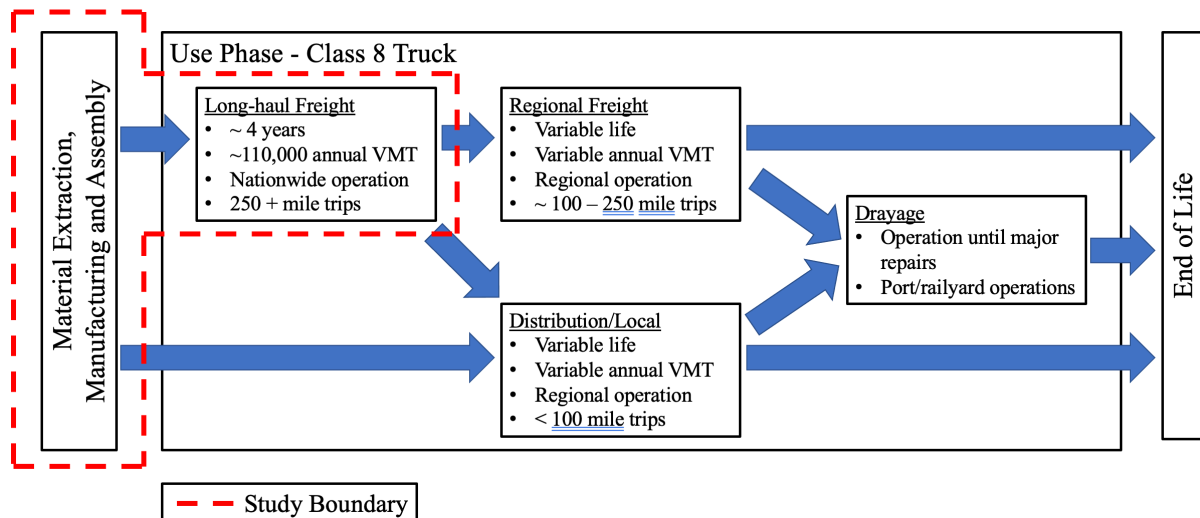 Material Extraction,
Manufacturing and Assembly
Use Phase - Class 8 Truck
Long-haul Freight
• ~ 4 years
• ~110,000 annual VMT
• Nationwide operation
• 250 + mile trips
Regional Freight
• Variable life
• Variable annual VMT
• Regional operation
• ~ 100 – 250 mile trips
Distribution/Local
• Variable life
• Variable annual VMT
• Regional operation
• < 100 mile trips
Drayage
• Operation until major
repairs
• Port/railyard operations
End of Life
Study Boundary